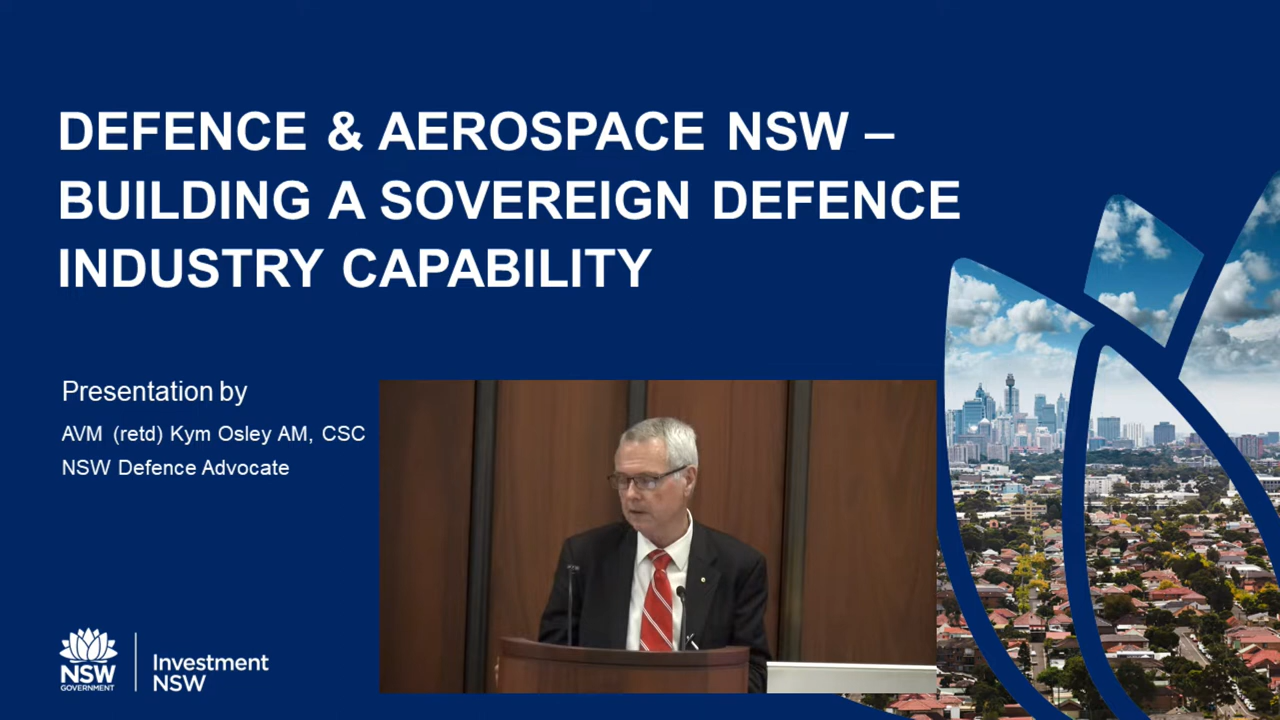 DEFENCE & AEROSPACE NSW –
BUILDING A SOVEREIGN DEFENCE
INDUSTRY CAPABILITY
Presentation by
AVM (retd) Kym Osley AM, CSC
NSW Defence Advocate
NSW
GOVERNMENT
Investment
NSW